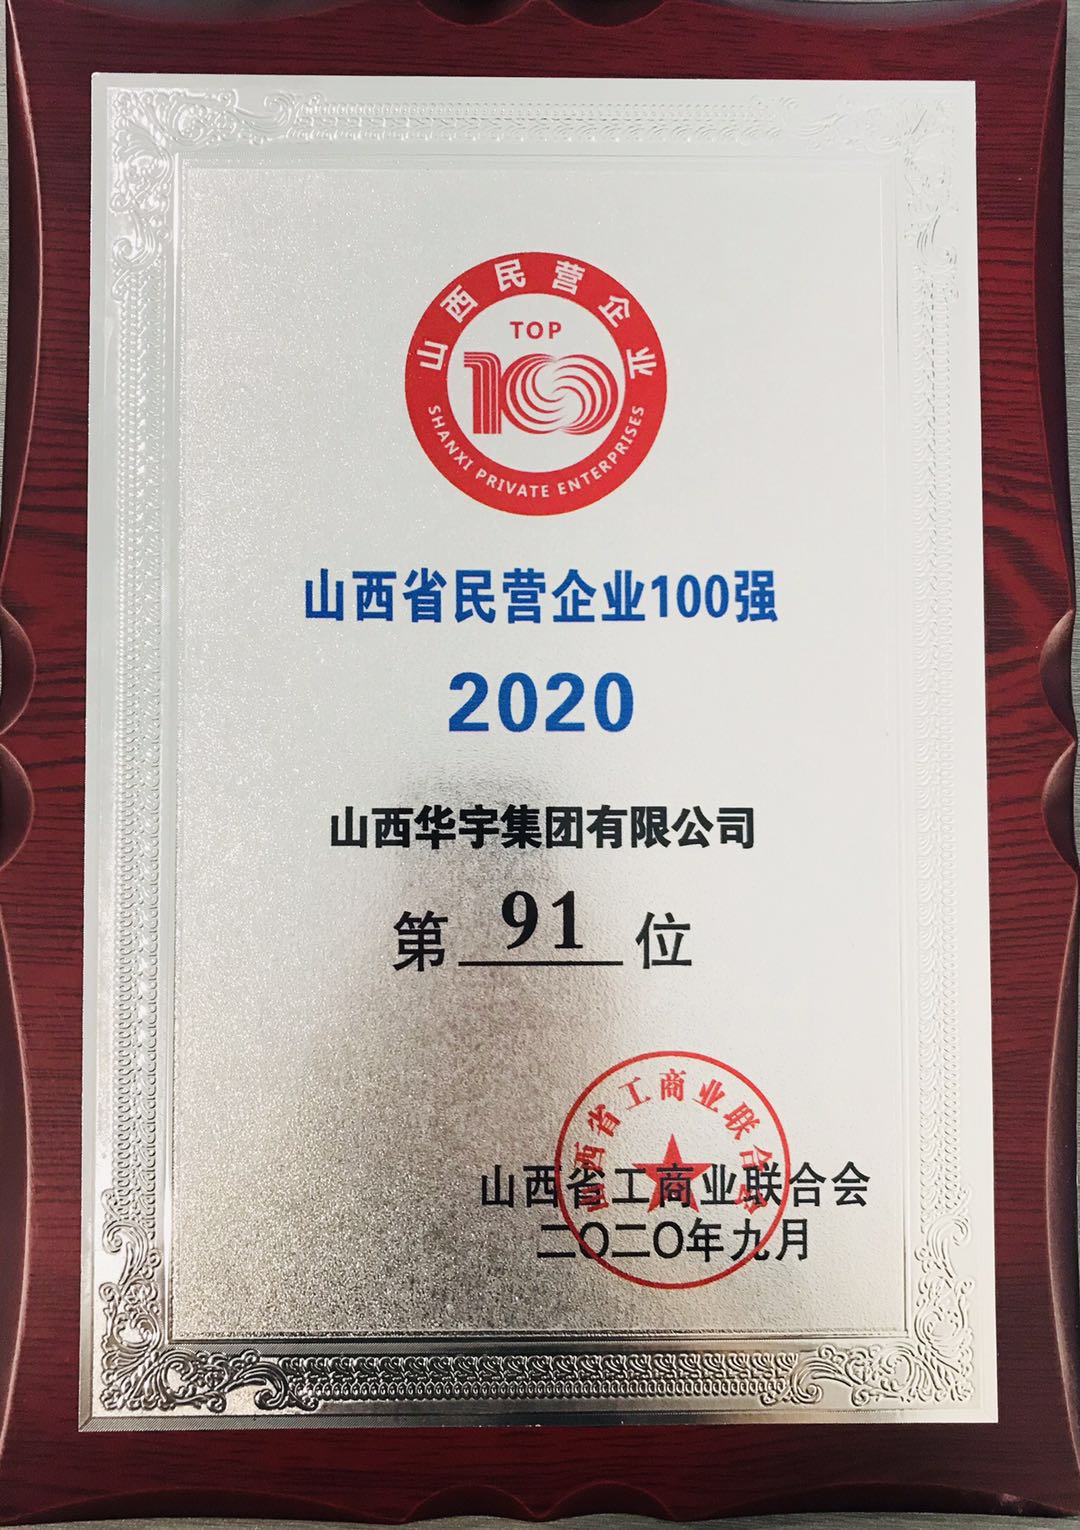 山西民营企业
TOP
100
SHANXI PRIVATE ENTERPRISES
山西省民营企业100强
2020
山西华宇集团有限公司
第 91 位
山西省工商业联合会
山西省工商业联合会
二〇二〇年九月